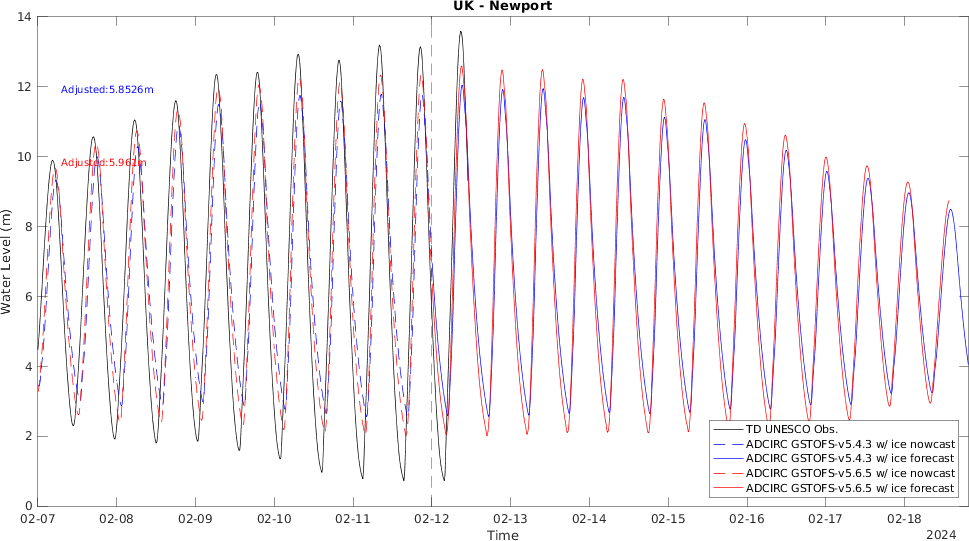 UK - Newport
14
12
10
8
6
4
2
0
Water Level (m)
Adjusted:5.8526m
Adjusted:5.961m
TD UNESCO Obs.
ADCIRC GSTOFS-v5.4.3 w/ ice nowcast
ADCIRC GSTOFS-v5.4.3 w/ ice forecast
ADCIRC GSTOFS-v5.6.5 w/ ice nowcast
ADCIRC GSTOFS-v5.6.5 w/ ice forecast
02-07 02-08 02-09 02-10 02-11 02-12 02-13 02-14 02-15 02-16 02-17 02-18
Time
2024